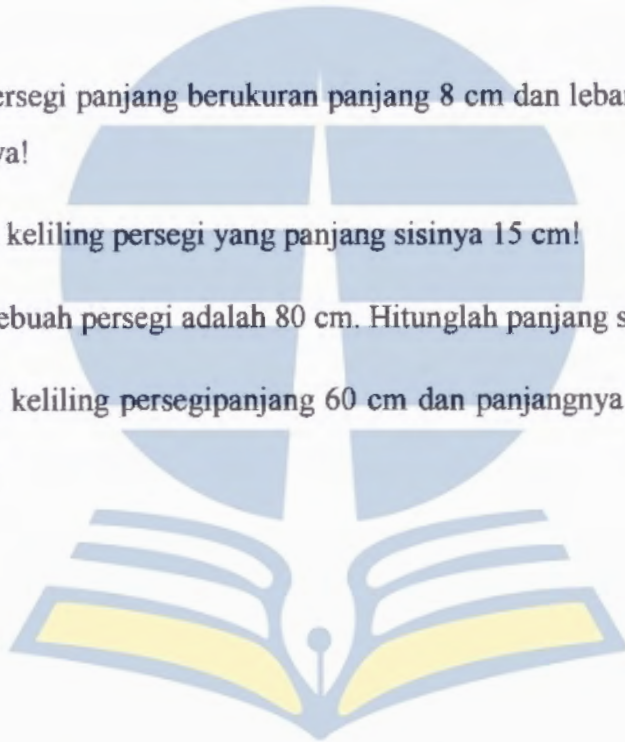 ersegi panjang berukuran panjang 8 cm dan leba
ya!
keliling persegi yang panjang sisinya 15 cm!
ebuah persegi adalah 80 cm. Hitunglah panjang s
keliling persegipanjang 60 cm dan panjangnya